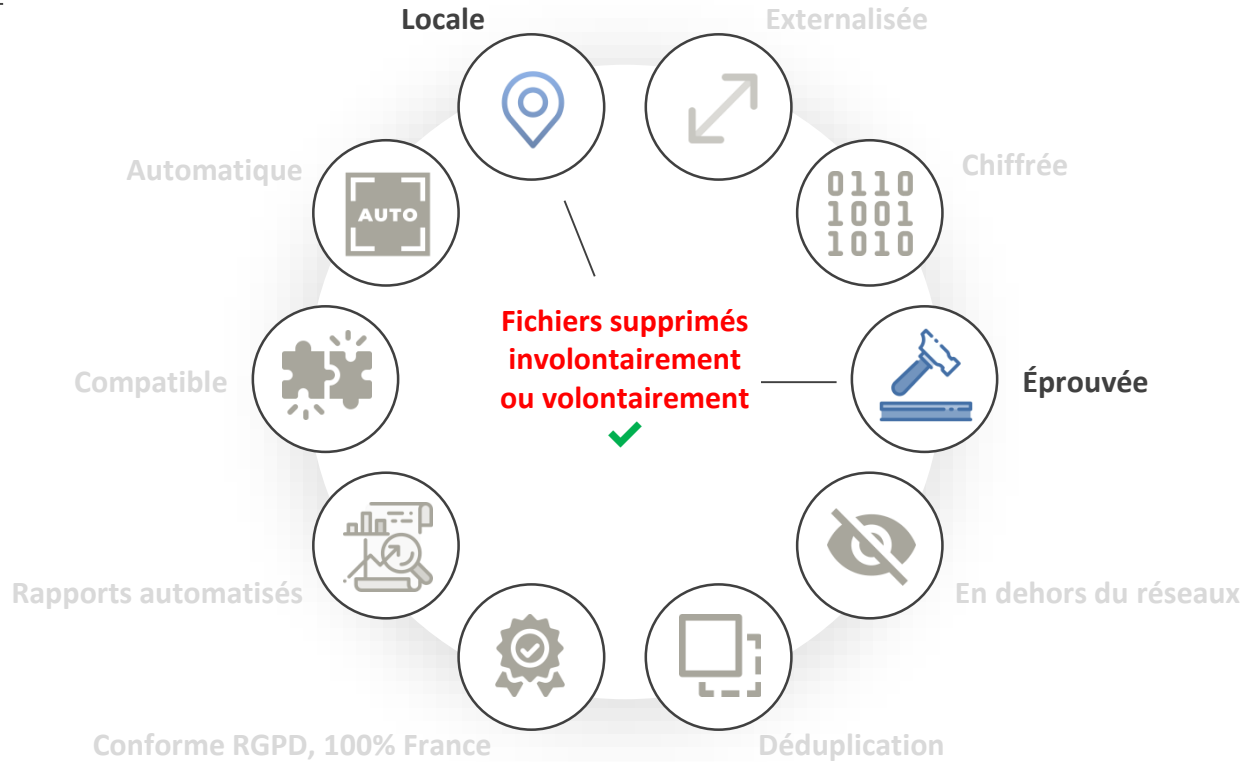 Locale
Externalisée
Automatique
AUTO
0110
1001
1010
Chiffrée
Fichiers supprimés
involontairement
ou volontairement
Compatible
Éprouvée
Rapports automatisés
En dehors du réseaux
Conforme RGPD, 100% France
Déduplication